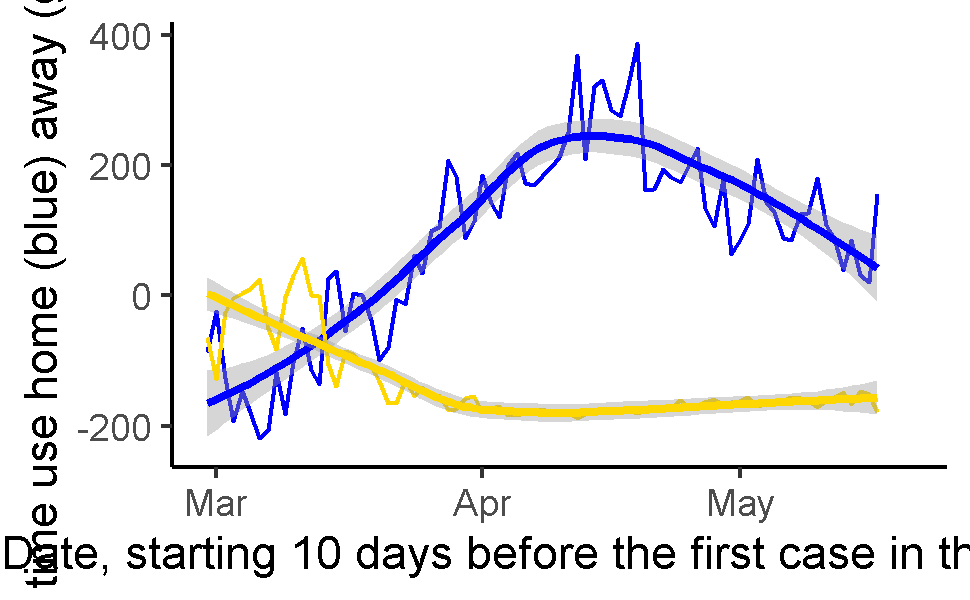 time use home (blue) away (
400
200
0
-200
Mar Apr May
Date, starting 10 days before the first case in th